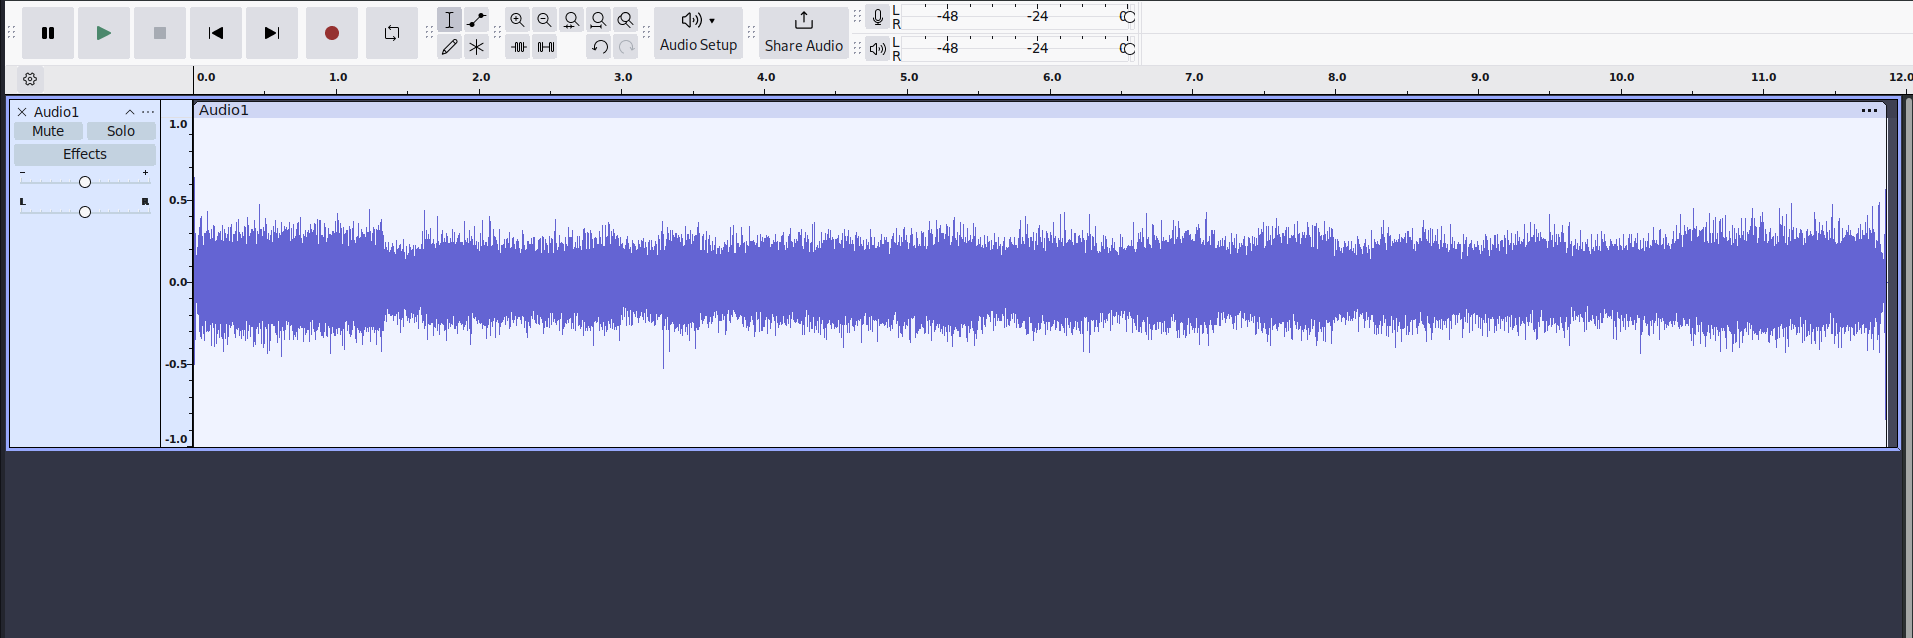 Audio Setup
Share Audio
L
R
-48 -24 0
L
R
-48 -24 0
0.0 1.0 2.0 3.0 4.0 5.0 6.0 7.0 8.0 9.0 10.0 11.0 12.0
Audio1
Mute Solo
Effects
- +
L R
Audio1
1.0
0.5
0.0
-0.5
-1.0